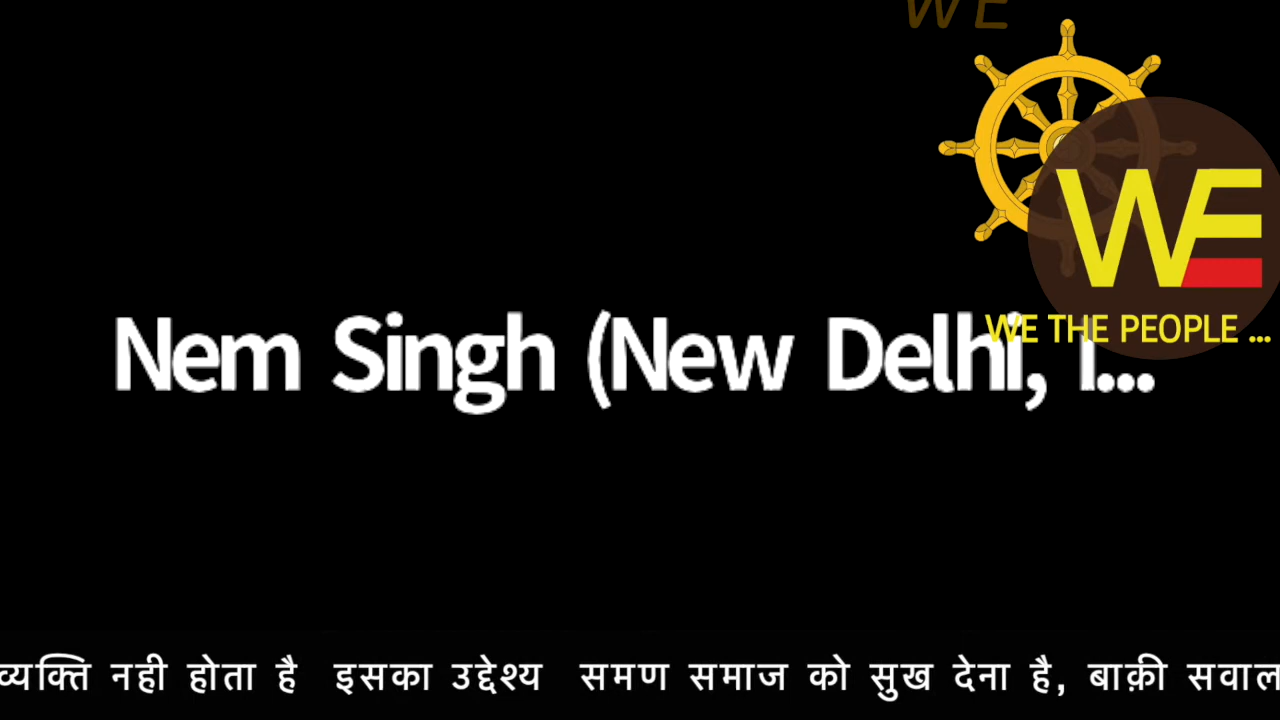 WE
WE
WE THE PEOPLE ...
Nem Singh (New Delhi, I...
व्यक्ति नही होता है इसका उद्देश्य समण समाज को सुख देना है, बाक़ी सवाल